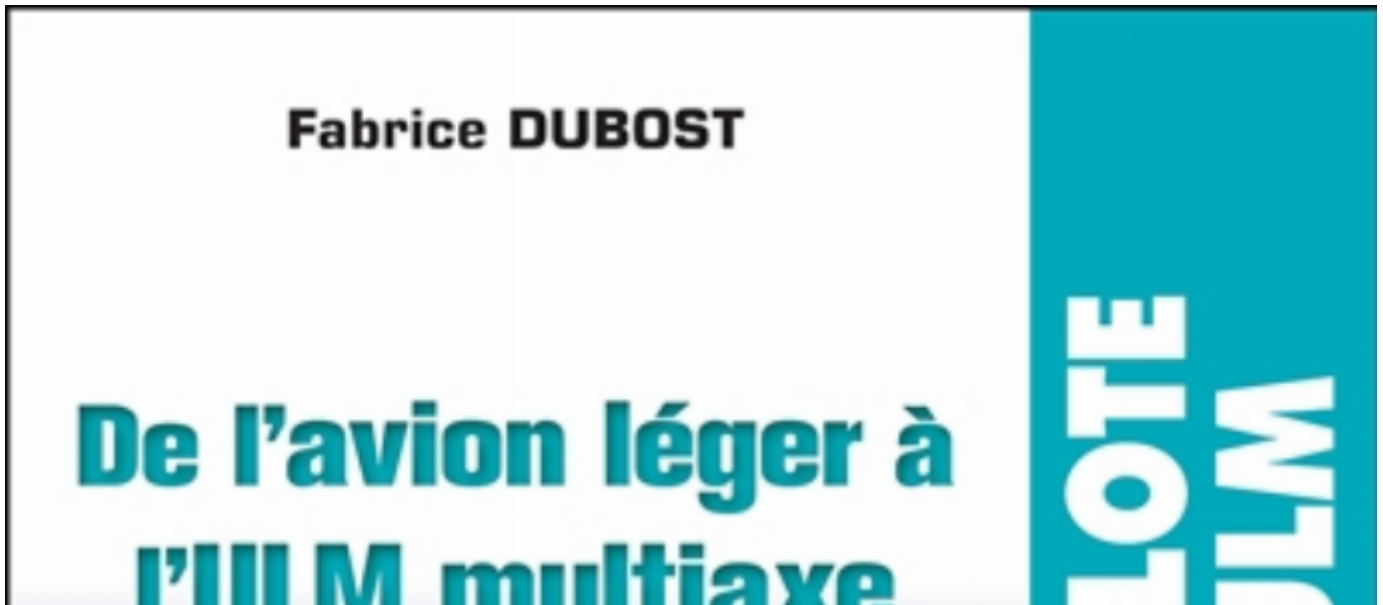 Fabrice DUBOST
De l'avion léger à
l'ULM multiaxe
LOTE
ULM